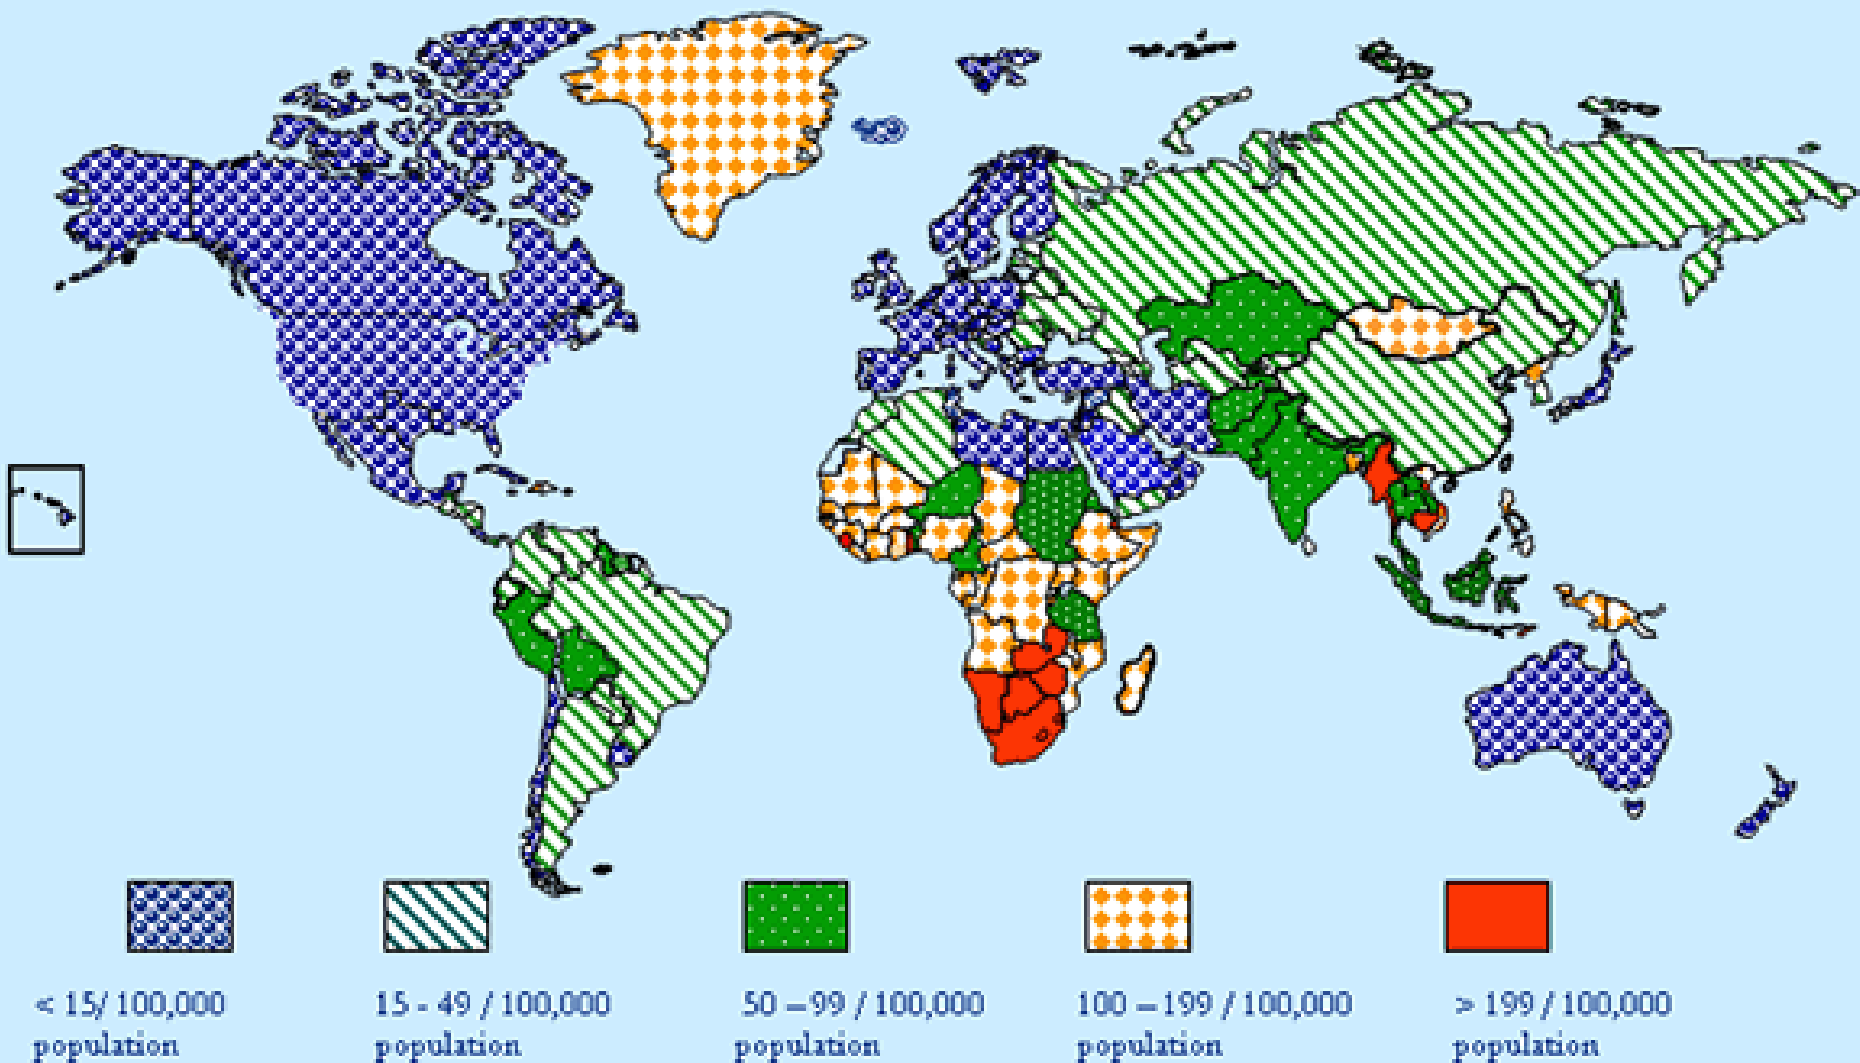 < 15/ 100,000
population
15 - 49 / 100,000
population
50 –99 / 100,000
population
100 –199 / 100,000
population
> 199 / 100,000
population